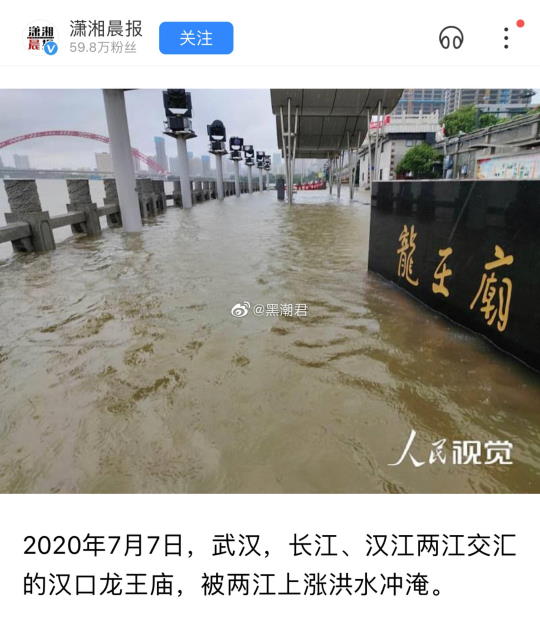 潇湘晨报
59.8万粉丝
关注
龍王廟
@黑潮君
人民视觉
2020年7月7日，武汉，长江、汉江两江交汇
的汉口龙王庙，被两江上涨洪水冲淹。